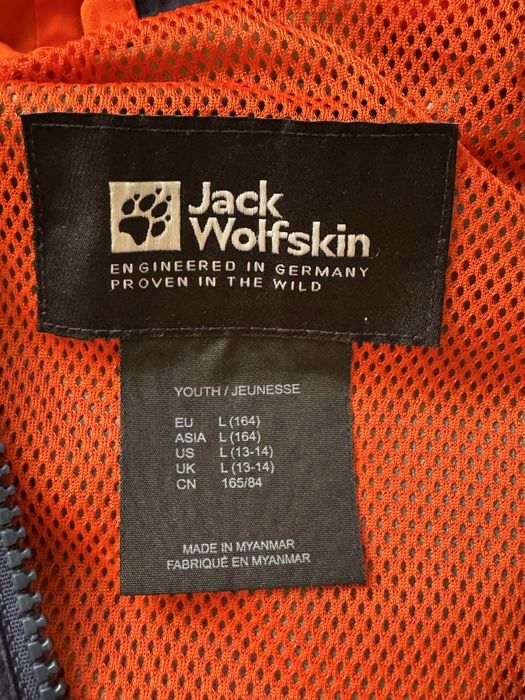 Jack
Wolfskin
ENGINEERED IN GERMANY
PROVEN IN THE WILD
YOUTH / JEUNESSE
EU L (164)
ASIA L (164)
US L (13-14)
UK L (13-14)
CN 165/84
MADE IN MYANMAR
FABRIQUÉ EN MYANMAR